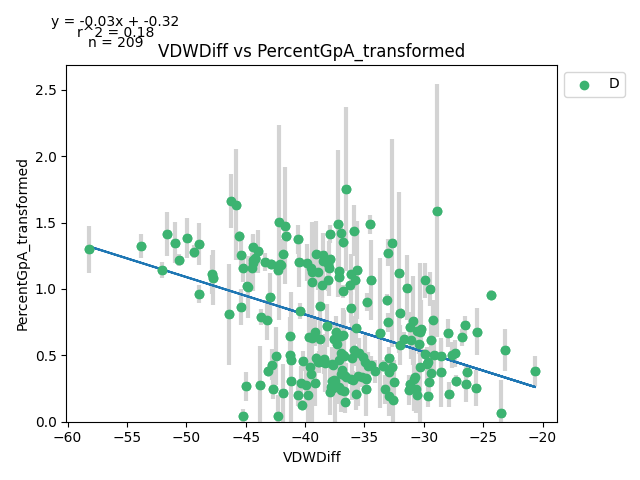 y = -0.03x + -0.32
r^2 = 0.18
n = 209
VDWDiff vs PercentGpA_transformed
D
PercentGpA_transformed
2.5
2.0
1.5
1.0
0.5
0.0
−60 −55 −50 −45 −40 −35 −30 −25 −20
VDWDiff